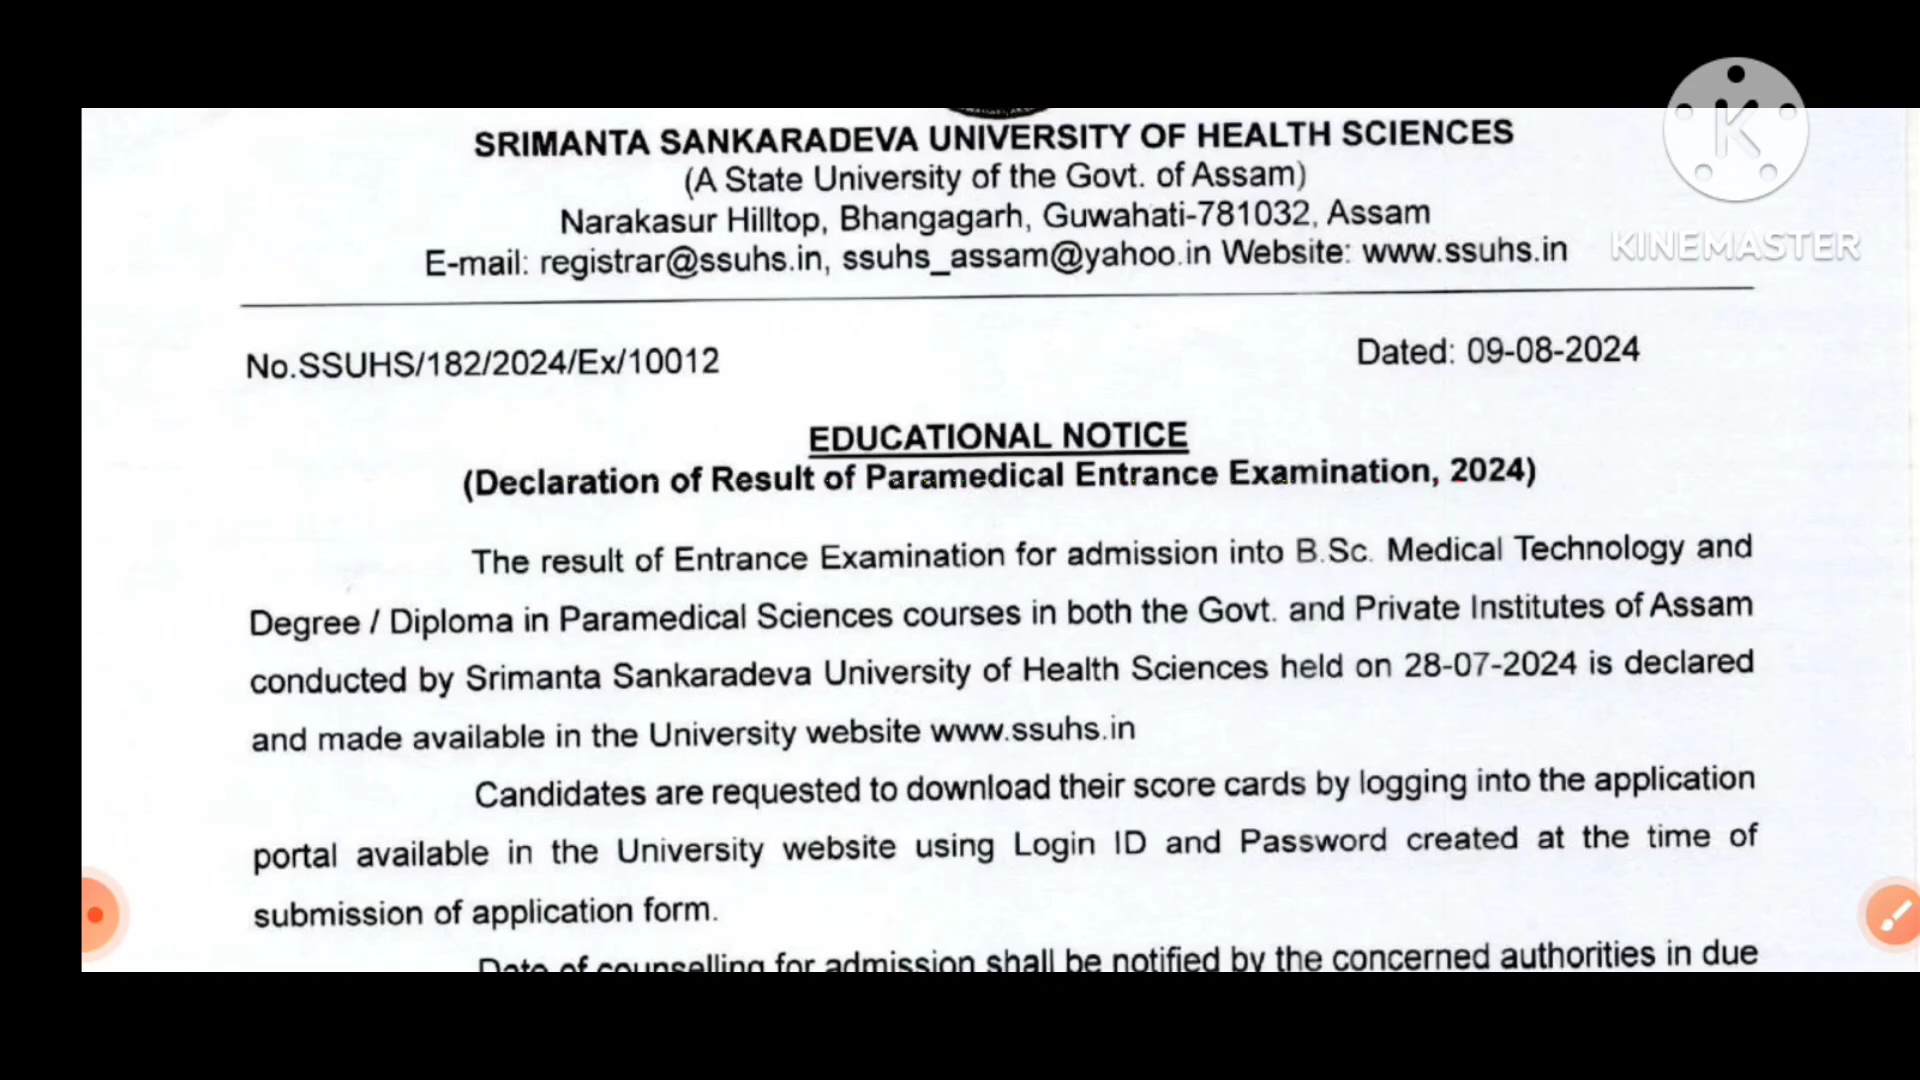 SRIMANTA SANKARADEVA UNIVERSITY OF HEALTH SCIENCES
(A State University of the Govt. of Assam)
Narakasur Hilltop, Bhangagarh, Guwahati-781032, Assam
E-mail: registrar@ssuhs.in, ssuhs_assam@yahoo.in Website: www.ssuhs.in
K
KINEMASTER
No.SSUHS/182/2024/Ex/10012
Dated: 09-08-2024
EDUCATIONAL NOTICE
(Declaration of Result of Paramedical Entrance Examination, 2024)
The result of Entrance Examination for admission into B.Sc. Medical Technology and
Degree / Diploma in Paramedical Sciences courses in both the Govt. and Private Institutes of Assam
conducted by Srimanta Sankaradeva University of Health Sciences held on 28-07-2024 is declared
and made available in the University website www.ssuhs.in
Candidates are requested to download their score cards by logging into the application
portal available in the University website using Login ID and Password created at the time of
submission of application form.
Date of counselling for admission shall be notified by the concerned authorities in due